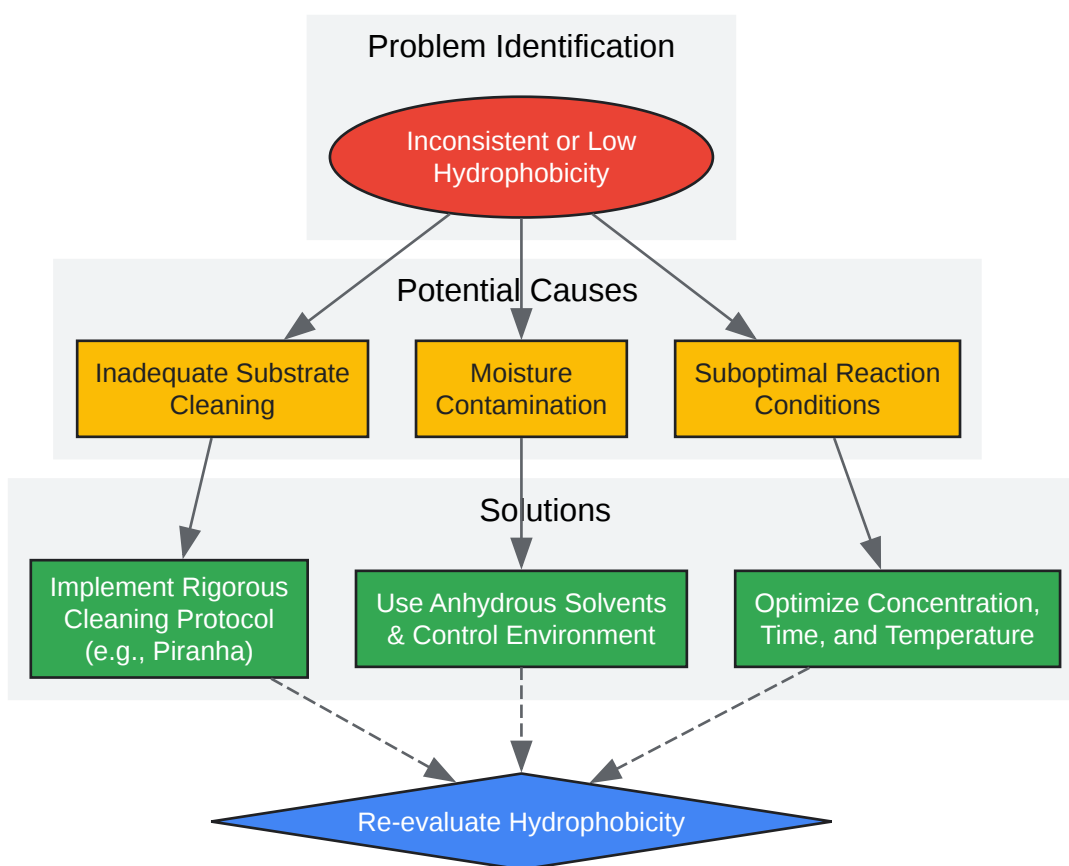 Problem Identification
Inconsistent or Low
Hydrophobicity
Potential Causes
Inadequate Substrate
Cleaning
Moisture
Contamination
Suboptimal Reaction
Conditions
Solutions
Implement Rigorous
Cleaning Protocol
(e.g., Piranha)
Use Anhydrous Solvents
& Control Environment
Optimize Concentration,
Time, and Temperature
Re-evaluate Hydrophobicity